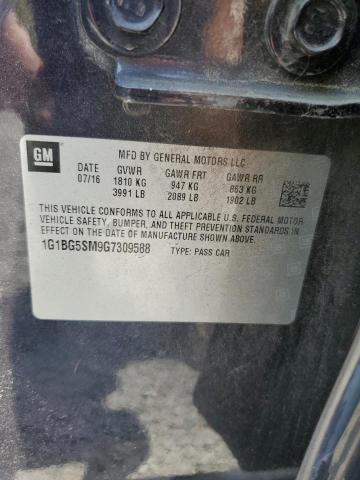 GM
MFD BY GENERAL MOTORS LLC
DATE GVWR GAWR FRT GAWR RR
07/16 1810 KG 947 KG 863 KG
3991 LB 2089 LB 1902 LB
THIS VEHICLE CONFORMS TO ALL APPLICABLE U.S. FEDERAL MOTOR
VEHICLE SAFETY, BUMPER, AND THEFT PREVENTION STANDARDS IN
EFFECT ON THE DATE OF MANUFACTURE SHOWN ABOVE.
1G1BG5SM9G7309588 TYPE: PASS CAR